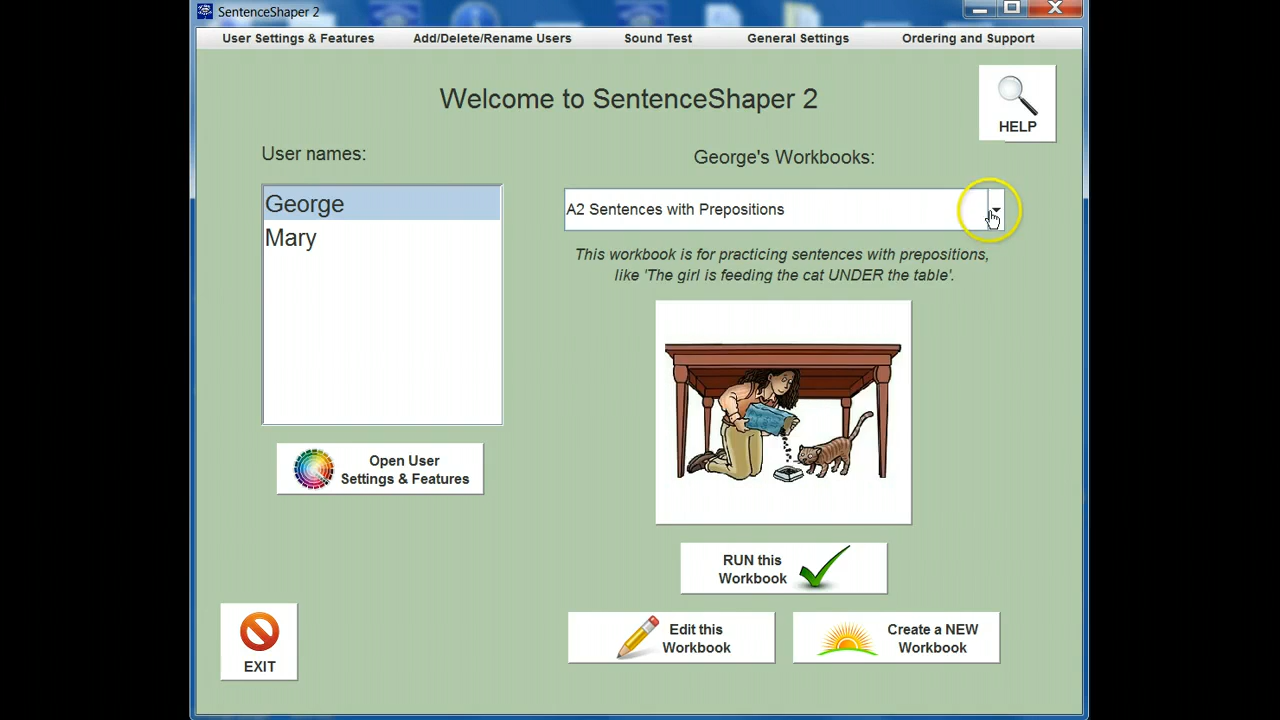 SentenceShaper 2
User Settings & Features
Add/Delete/Rename Users
Sound Test
General Settings
Ordering and Support
Welcome to SentenceShaper 2
HELP
User names:
George
Mary
Open User
Settings & Features
EXIT
George's Workbooks:
A2 Sentences with Prepositions
This workbook is for practicing sentences with prepositions,
like 'The girl is feeding the cat UNDER the table'.
RUN this
Workbook
Edit this
Workbook
Create a NEW
Workbook